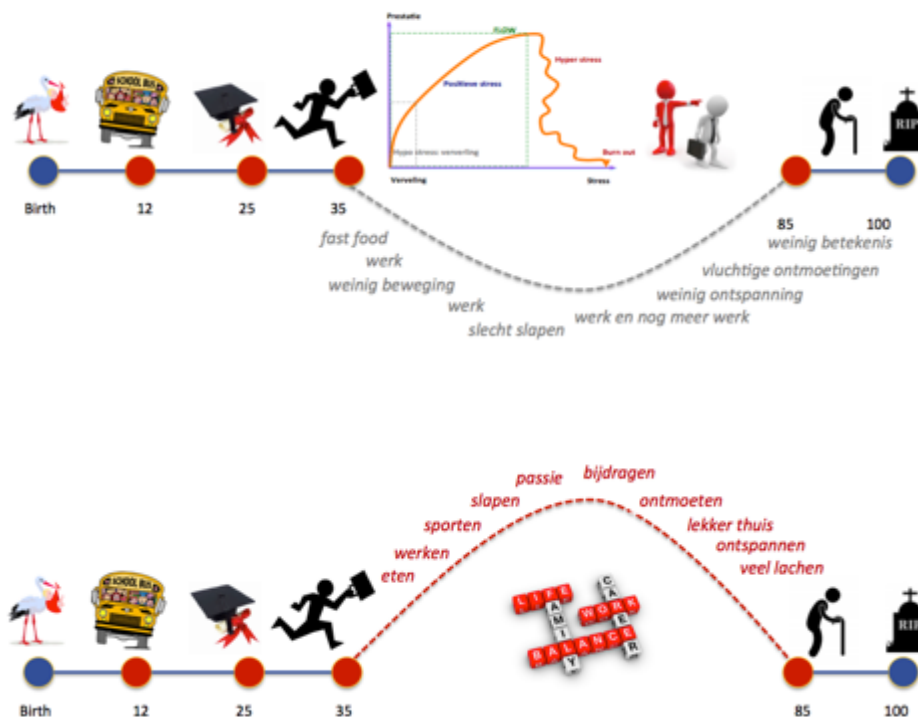 Prestatie
FLOW
Hyper stress
Positieve stress
Hypo stress: verveling
Burn out
Verveling
Stress
SCHOOL BUS
RIP
Birth
12
25
35
85
100
fast food
werk
weinig beweging
werk
slecht slapen
werk en nog meer werk
weinig ontspanning
vluchtige ontmoetingen
weinig betekenis
passie
bijdragen
slapen
ontmoeten
sporten
lekker thuis
werken
ontspannen
eten
veel lachen
SCHOOL BUS
LIFE
FAMILY
WORK
CAREER
BALANCE
RIP
Birth
12
25
35
85
100